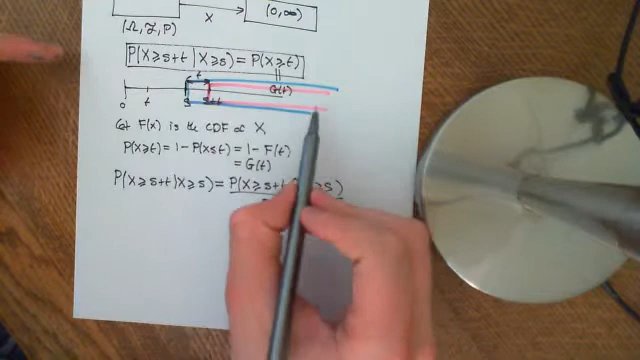 X
(0,∞)
(Ω, F, P)
P(X⩾s+t | X⩾s) = P(X⩾t)
t
G(t)
0 t s s+t
Let F(x) is the CDF of X
P(X⩾t) = 1 - P(X≤t) = 1 - F(t)
= G(t)
P(X⩾s+t | X⩾s) = P(X⩾s+t
⩾s)